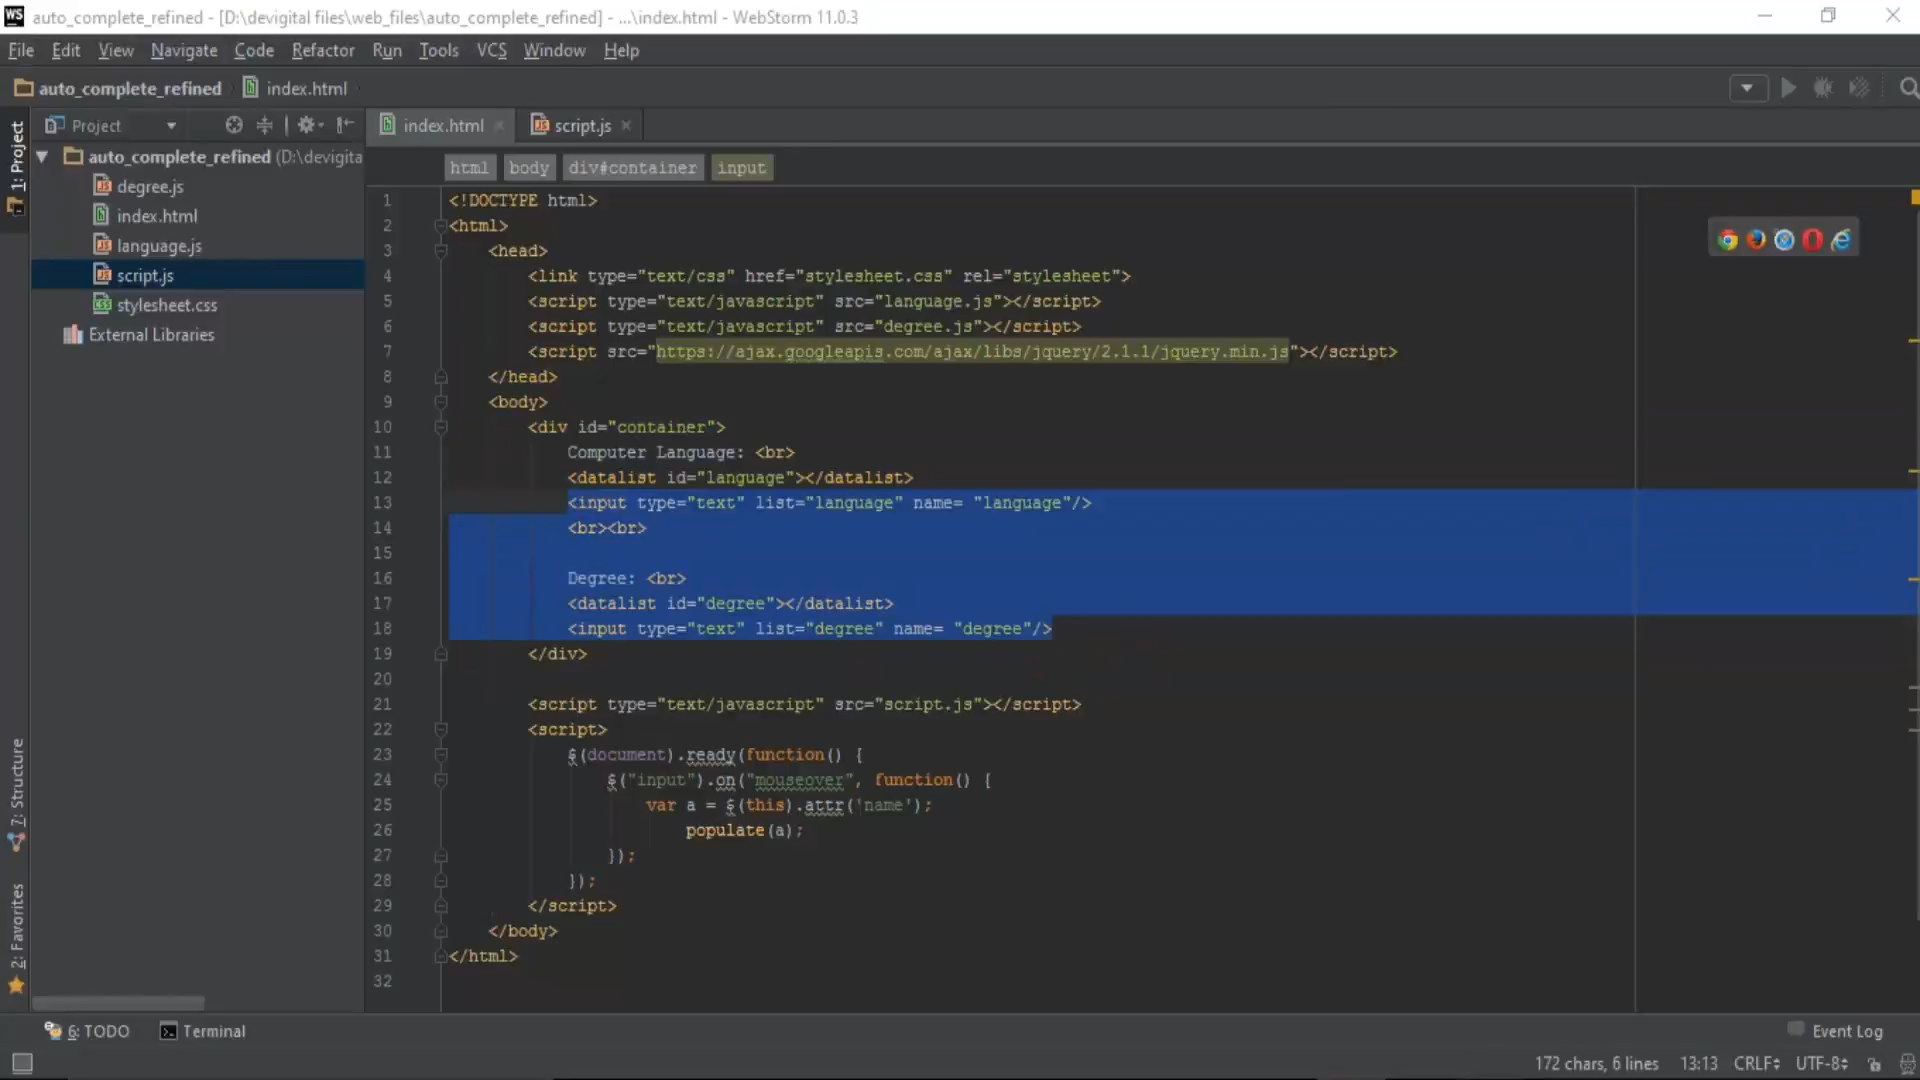 WS auto_complete_refined - [D:\devigital files\web_files\auto_complete_refined] - ...\index.html - WebStorm 11.0.3
File Edit View Navigate Code Refactor Run Tools VCS Window Help
auto_complete_refined index.html
1: Project
Project
index.html script.js
auto_complete_refined (D:\devigita
degree.js
index.html
language.js
script.js
stylesheet.css
External Libraries
7: Structure
2: Favorites
html body div#container input
1 <!DOCTYPE html>
2 <html>
3 <head>
4 <link type="text/css" href="stylesheet.css" rel="stylesheet">
5 <script type="text/javascript" src="language.js"></script>
6 <script type="text/javascript" src="degree.js"></script>
7 <script src="https://ajax.googleapis.com/ajax/libs/jquery/2.1.1/jquery.min.js"></script>
8 </head>
9 <body>
10 <div id="container">
11 Computer Language: <br>
12 <datalist id="language"></datalist>
13 <input type="text" list="language" name= "language"/>
14 <br><br>
15
16 Degree: <br>
17 <datalist id="degree"></datalist>
18 <input type="text" list="degree" name= "degree"/>
19 </div>
20
21 <script type="text/javascript" src="script.js"></script>
22 <script>
23 $(document).ready(function() {
24 $("input").on("mouseover", function() {
25 var a = $(this).attr('name');
26 populate(a);
27 });
28 });
29 </script>
30 </body>
31 </html>
32
6: TODO Terminal Event Log
172 chars, 6 lines 13:13 CRLF UTF-8